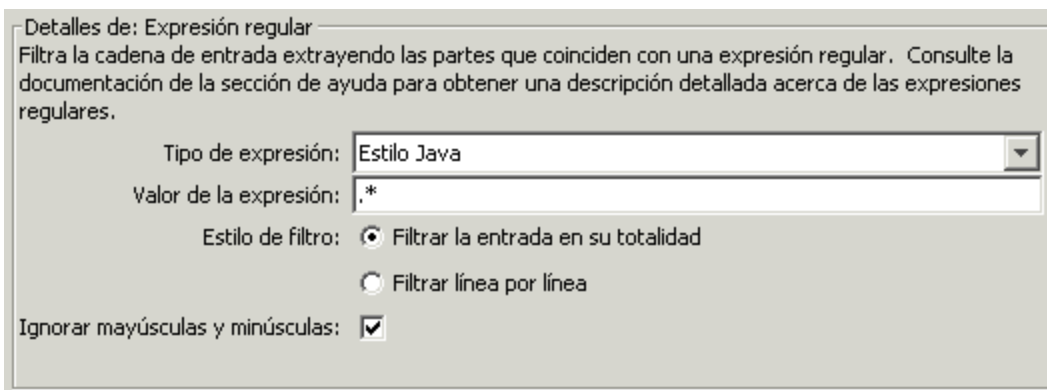 Detalles de: Expresión regular
Filtra la cadena de entrada extrayendo las partes que coinciden con una expresión regular.  Consulte la
documentación de la sección de ayuda para obtener una descripción detallada acerca de las expresiones
regulares.
Tipo de expresión: Estilo Java
Valor de la expresión: .*
Estilo de filtro: Filtrar la entrada en su totalidad
Filtrar línea por línea
Ignorar mayúsculas y minúsculas: